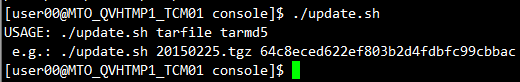 [user00@MTO_QVHTMP1_TCM01 console]$ ./update.sh
USAGE: ./update.sh tarfile tarmd5
e.g.: ./update.sh 20150225.tgz 64c8eced622ef803b2d4fdbfc99cbbac
[user00@MTO_QVHTMP1_TCM01 console]$